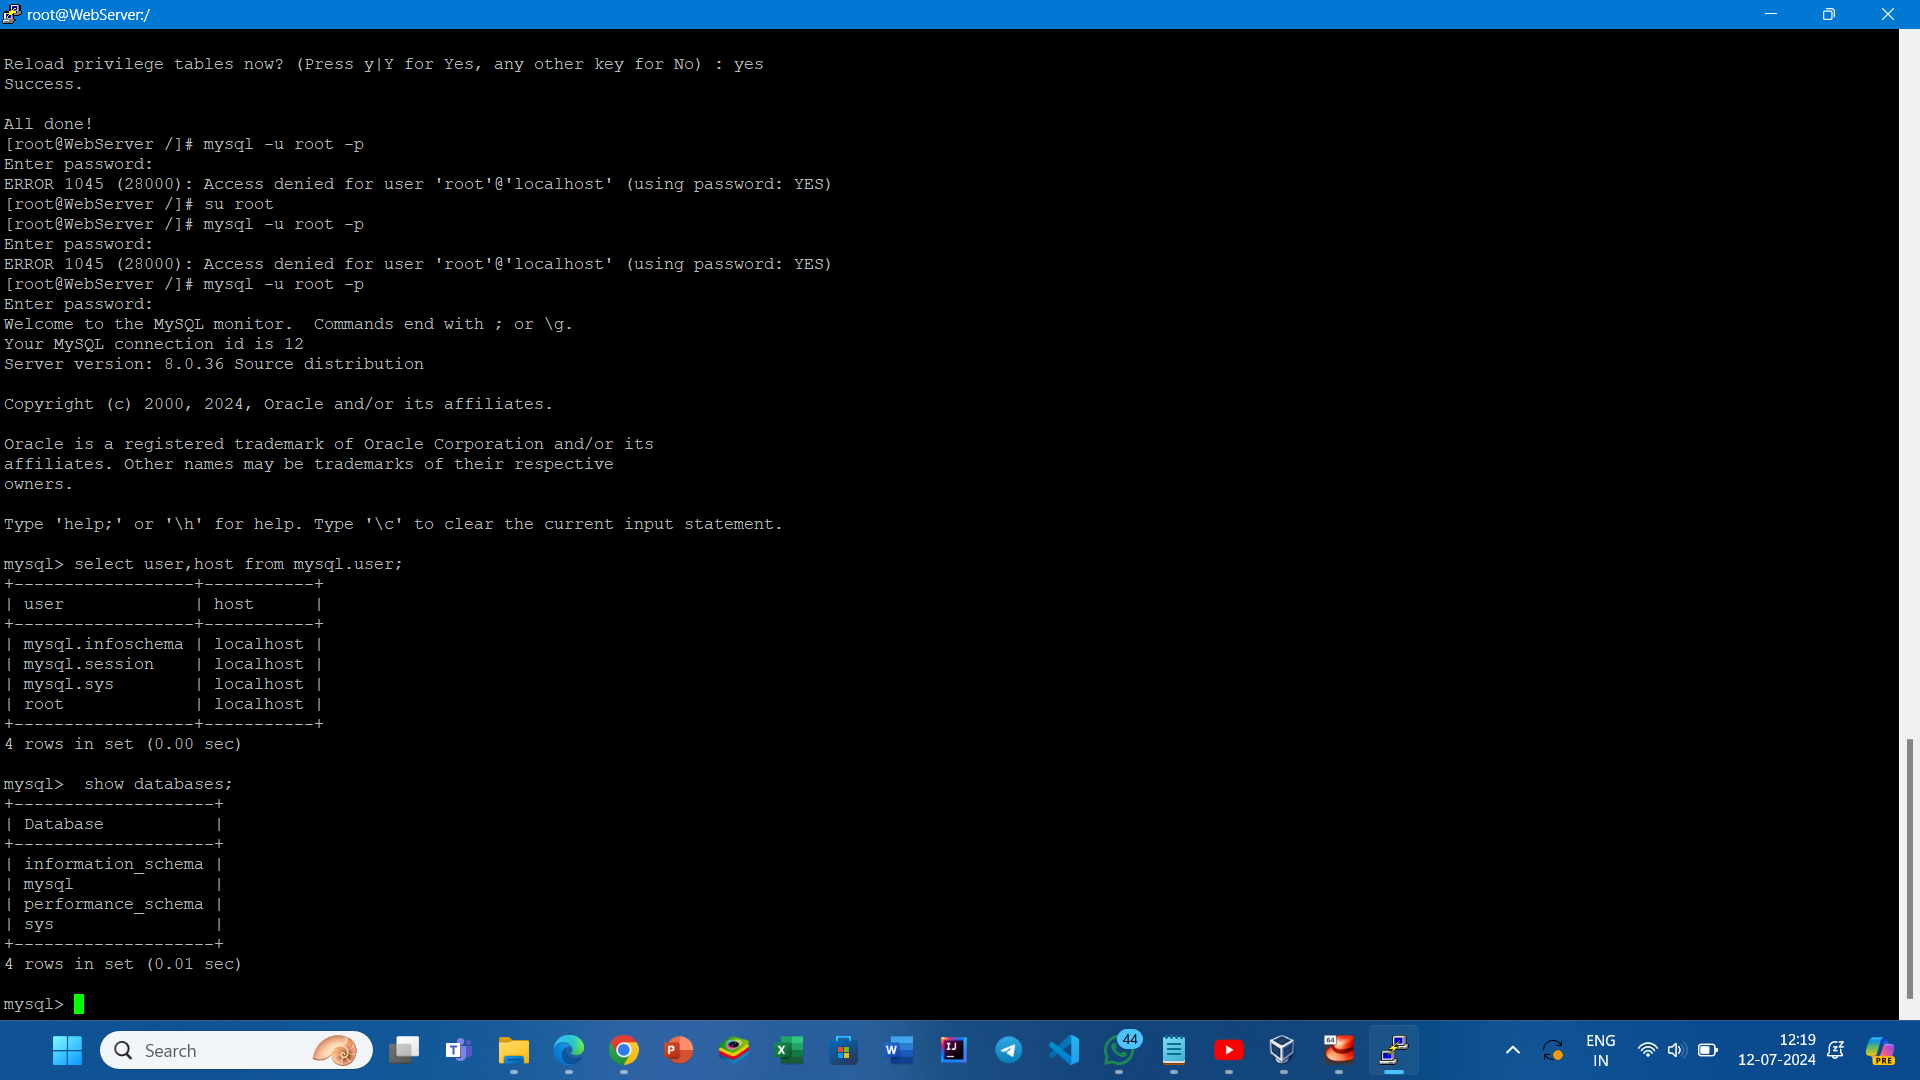 root@WebServer:/
Reload privilege tables now? (Press y|Y for Yes, any other key for No) : yes
Success.
All done!
[root@WebServer /]# mysql -u root -p
Enter password:
ERROR 1045 (28000): Access denied for user 'root'@'localhost' (using password: YES)
[root@WebServer /]# su root
[root@WebServer /]# mysql -u root -p
Enter password:
ERROR 1045 (28000): Access denied for user 'root'@'localhost' (using password: YES)
[root@WebServer /]# mysql -u root -p
Enter password:
Welcome to the MySQL monitor.  Commands end with ; or \g.
Your MySQL connection id is 12
Server version: 8.0.36 Source distribution
Copyright (c) 2000, 2024, Oracle and/or its affiliates.
Oracle is a registered trademark of Oracle Corporation and/or its
affiliates. Other names may be trademarks of their respective
owners.
Type 'help;' or '\h' for help. Type '\c' to clear the current input statement.
mysql> select user,host from mysql.user;
+------------------+-----------+
| user             | host      |
+------------------+-----------+
| mysql.infoschema | localhost |
| mysql.session    | localhost |
| mysql.sys        | localhost |
| root             | localhost |
+------------------+-----------+
4 rows in set (0.00 sec)
mysql>  show databases;
+--------------------+
| Database           |
+--------------------+
| information_schema |
| mysql              |
| performance_schema |
| sys                |
+--------------------+
4 rows in set (0.01 sec)
mysql>
Search
44
64
ENG
IN
12:19
12-07-2024
PRE